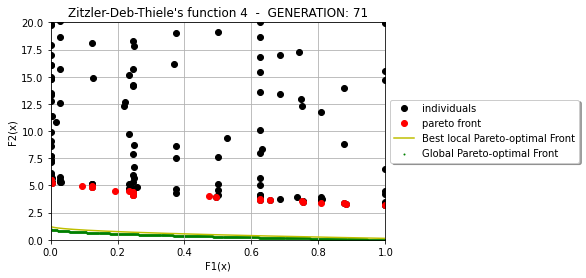 Zitzler-Deb-Thiele's function 4 - GENERATION: 71
20.0
17.5
15.0
12.5
10.0
7.5
5.0
2.5
0.0
F2(x)
0.0 0.2 0.4 0.6 0.8 1.0
F1(x)
individuals
pareto front
Best local Pareto-optimal Front
Global Pareto-optimal Front